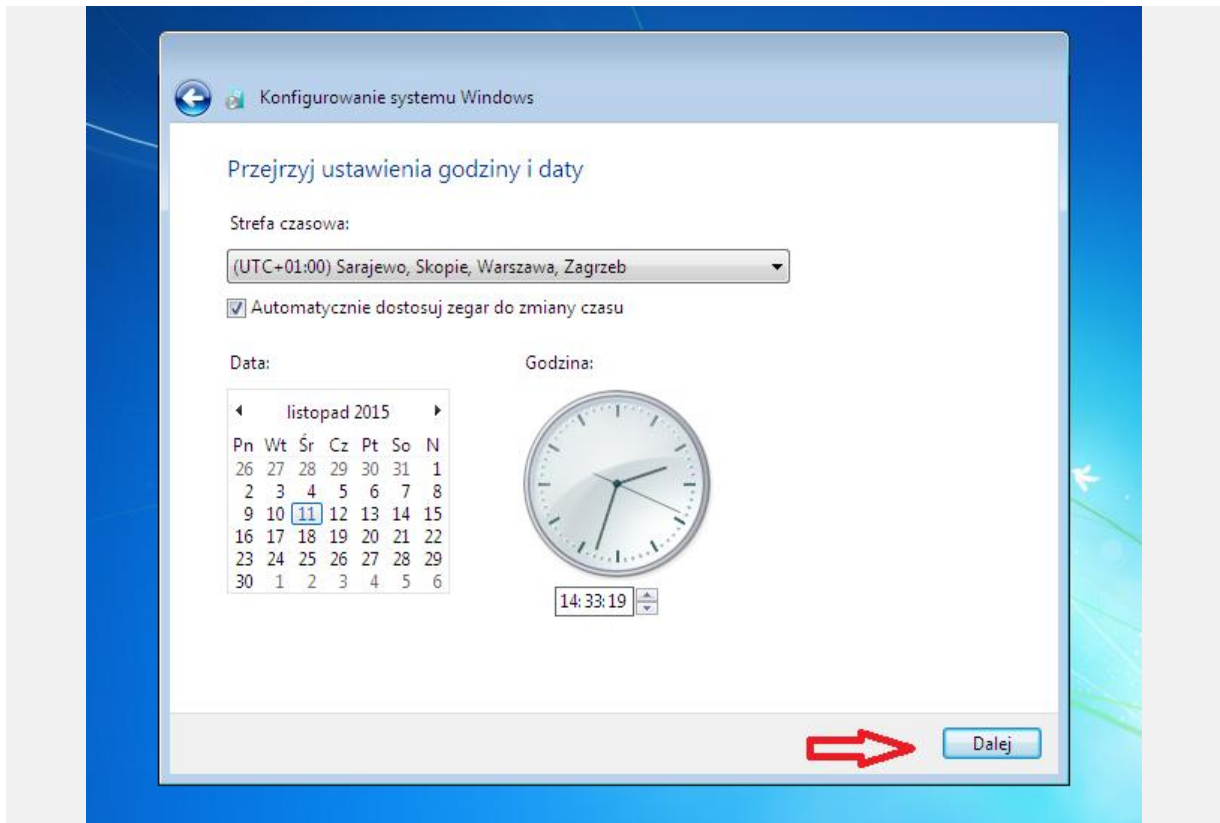 Konfigurowanie systemu Windows
Przejrzyj ustawienia godziny i daty
Strefa czasowa:
(UTC+01:00) Sarajewo, Skopie, Warszawa, Zagrzeb
Automatycznie dostosuj zegar do zmiany czasu
Data:
Godzina:
listopad 2015
Pn Wt Śr Cz Pt So N
26 27 28 29 30 31 1
2 3 4 5 6 7 8
9 10 11 12 13 14 15
16 17 18 19 20 21 22
23 24 25 26 27 28 29
30 1 2 3 4 5 6
14:33:19
Dalej